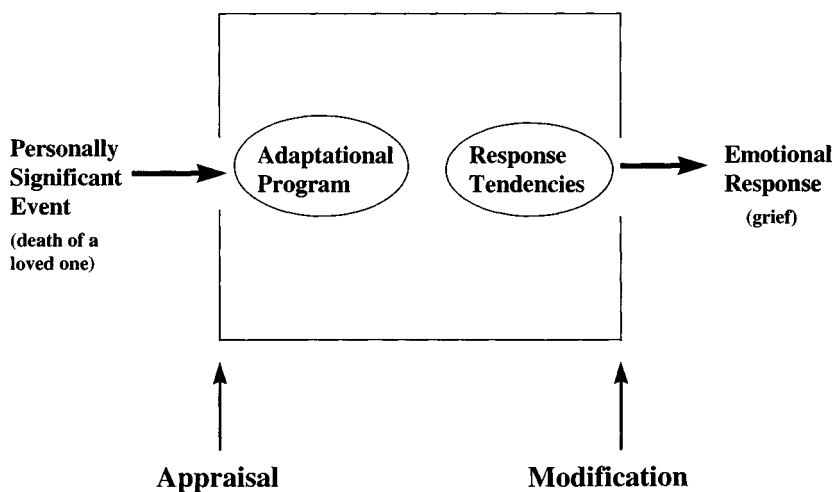 Personally
Significant
Event
(death of a
loved one)
Adaptational
Program
Response
Tendencies
Emotional
Response
(grief)
Appraisal
Modification